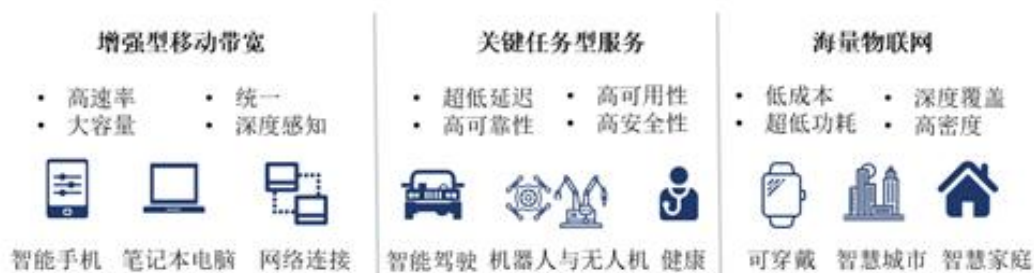 增强型移动带宽
• 高速率 • 统一
• 大容量 • 深度感知
智能手机 笔记本电脑 网络连接
关键任务型服务
• 超低延迟 • 高可用性
• 高可靠性 • 高安全性
智能驾驶 机器人与无人机 健康
海量物联网
• 低成本 • 深度覆盖
• 超低功耗 • 高密度
可穿戴 智慧城市 智慧家庭